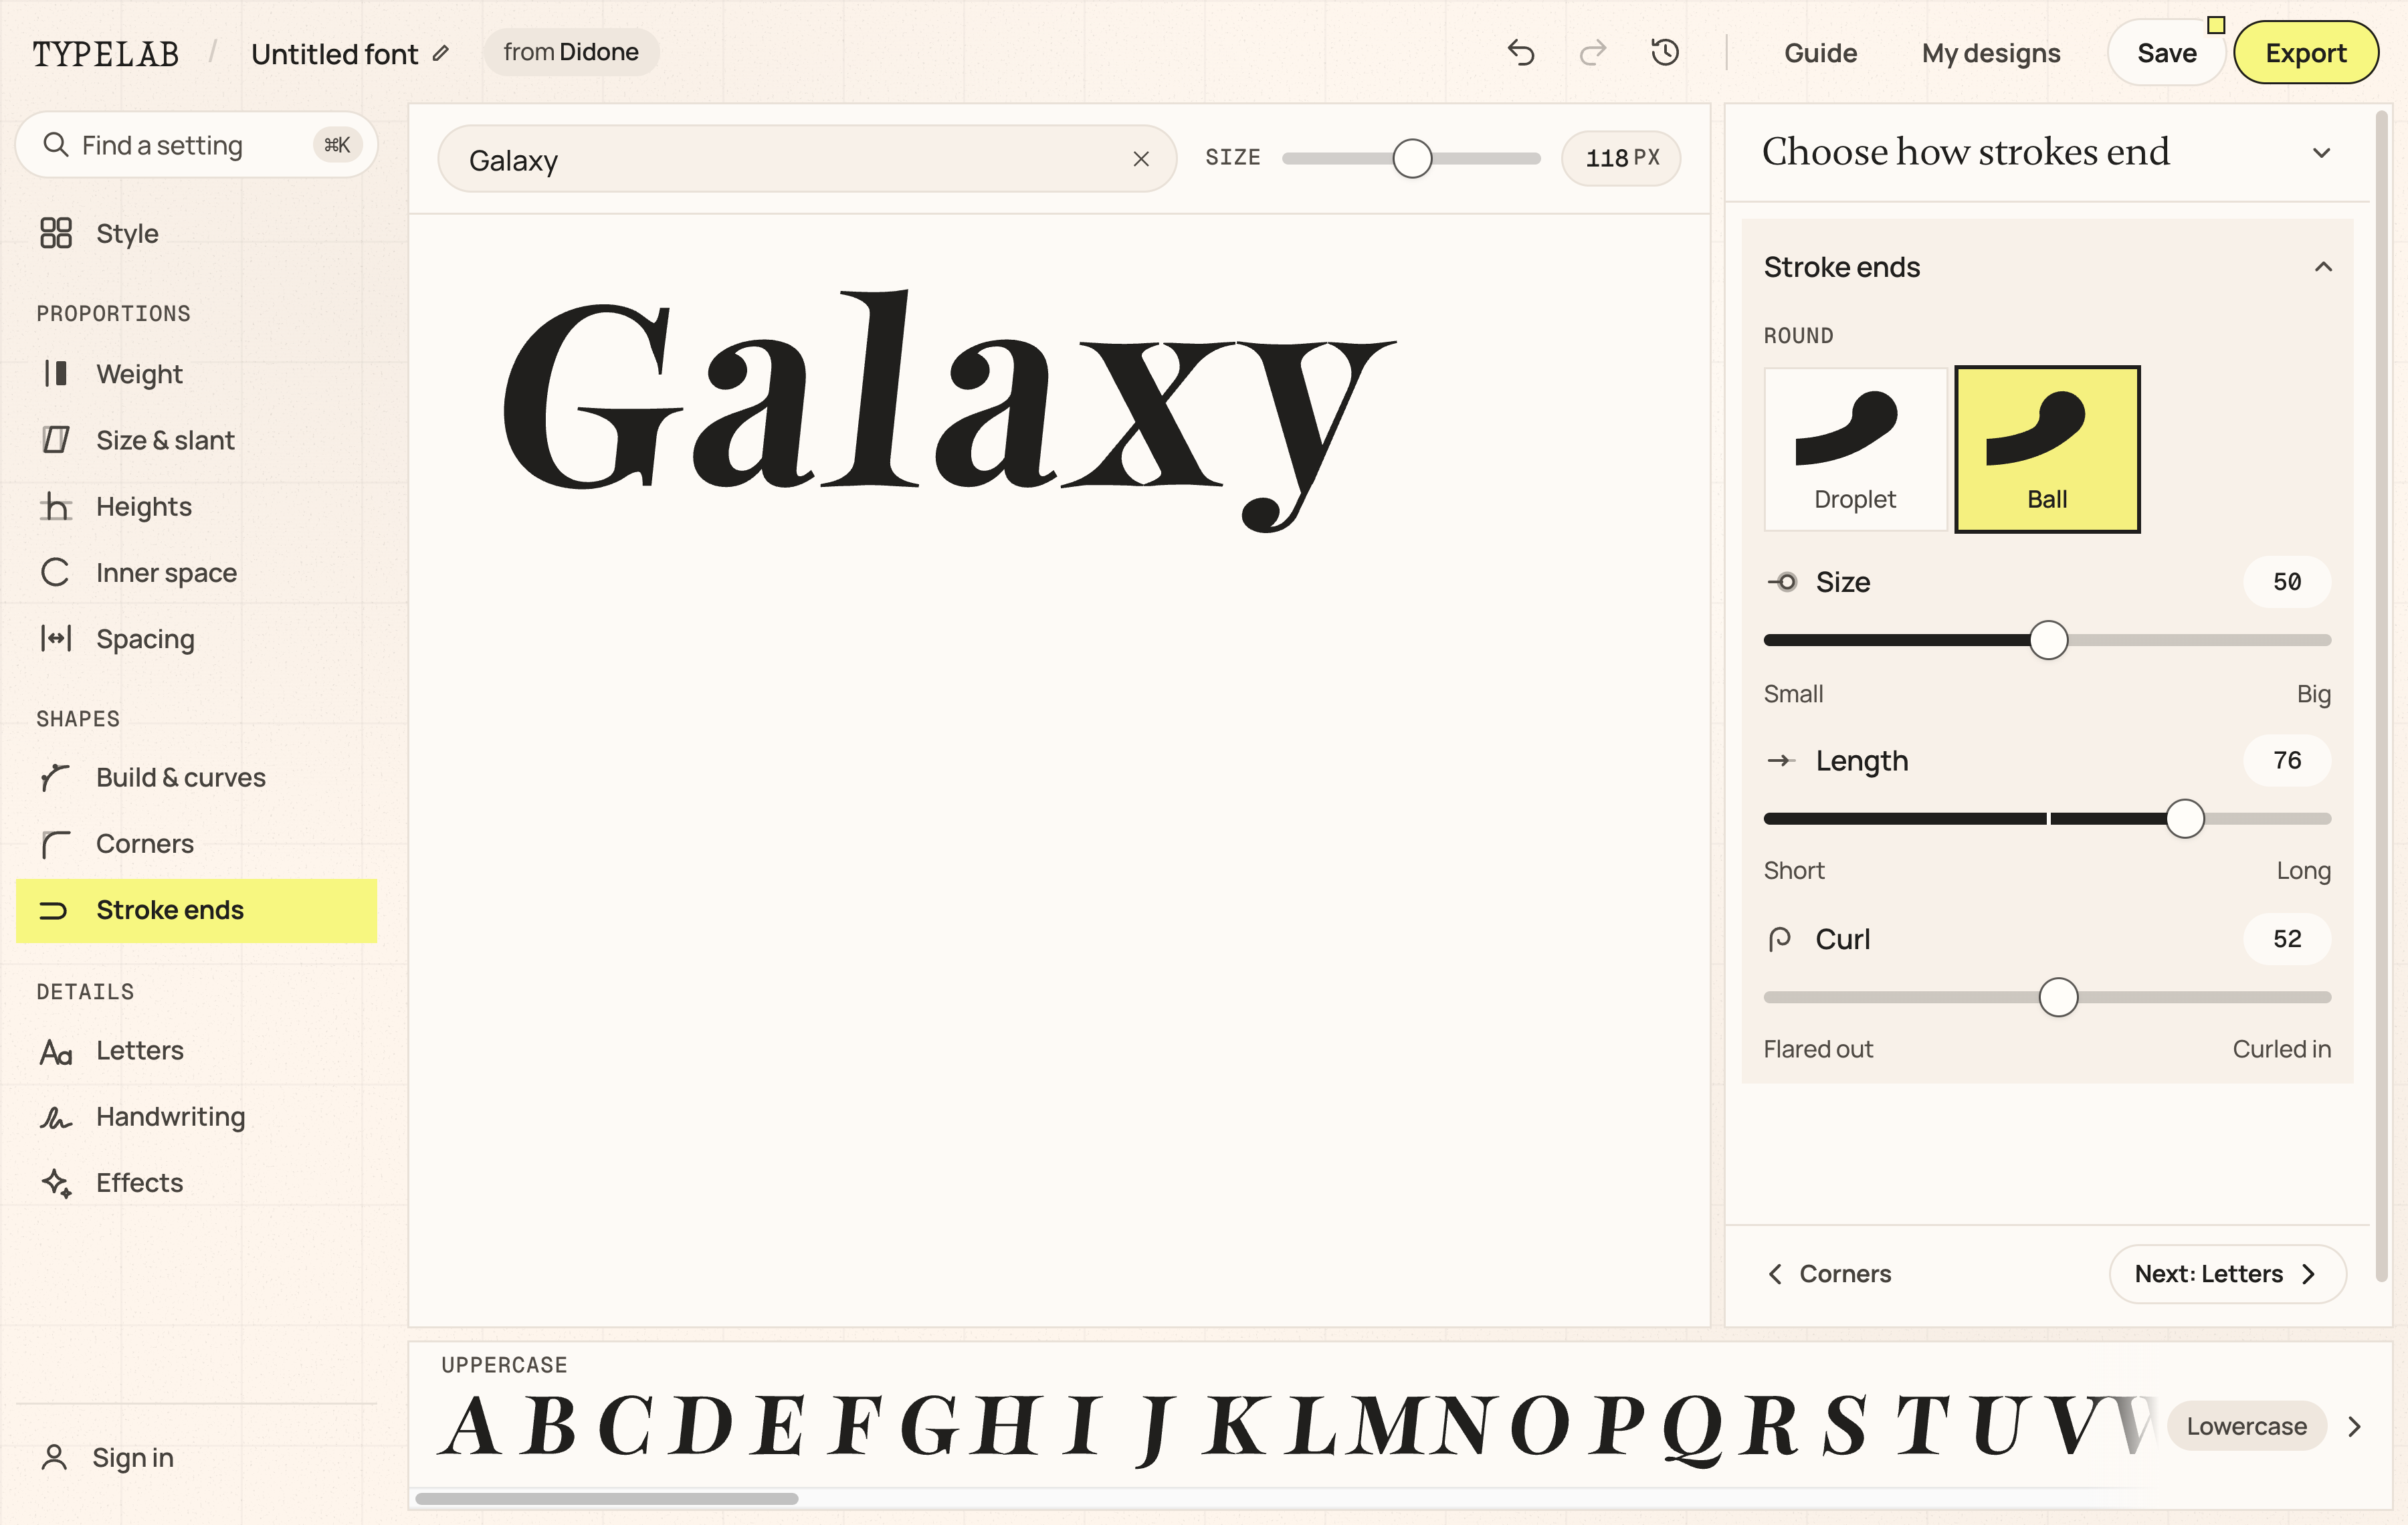 TYPELAB / Untitled font from Didone Guide My designs Save Export
Find a setting ⌘K
Style
PROPORTIONS
Weight
Size & slant
Heights
Inner space
Spacing
SHAPES
Build & curves
Corners
Stroke ends
DETAILS
Letters
Handwriting
Effects
Sign in
Galaxy SIZE 118 PX
Galaxy
Choose how strokes end
Stroke ends
ROUND
Droplet Ball
Size 50
Small Big
Length 76
Short Long
Curl 52
Flared out Curled in
Corners Next: Letters
UPPERCASE
A B C D E F G H I J K L M N O P Q R S T U V W
Lowercase